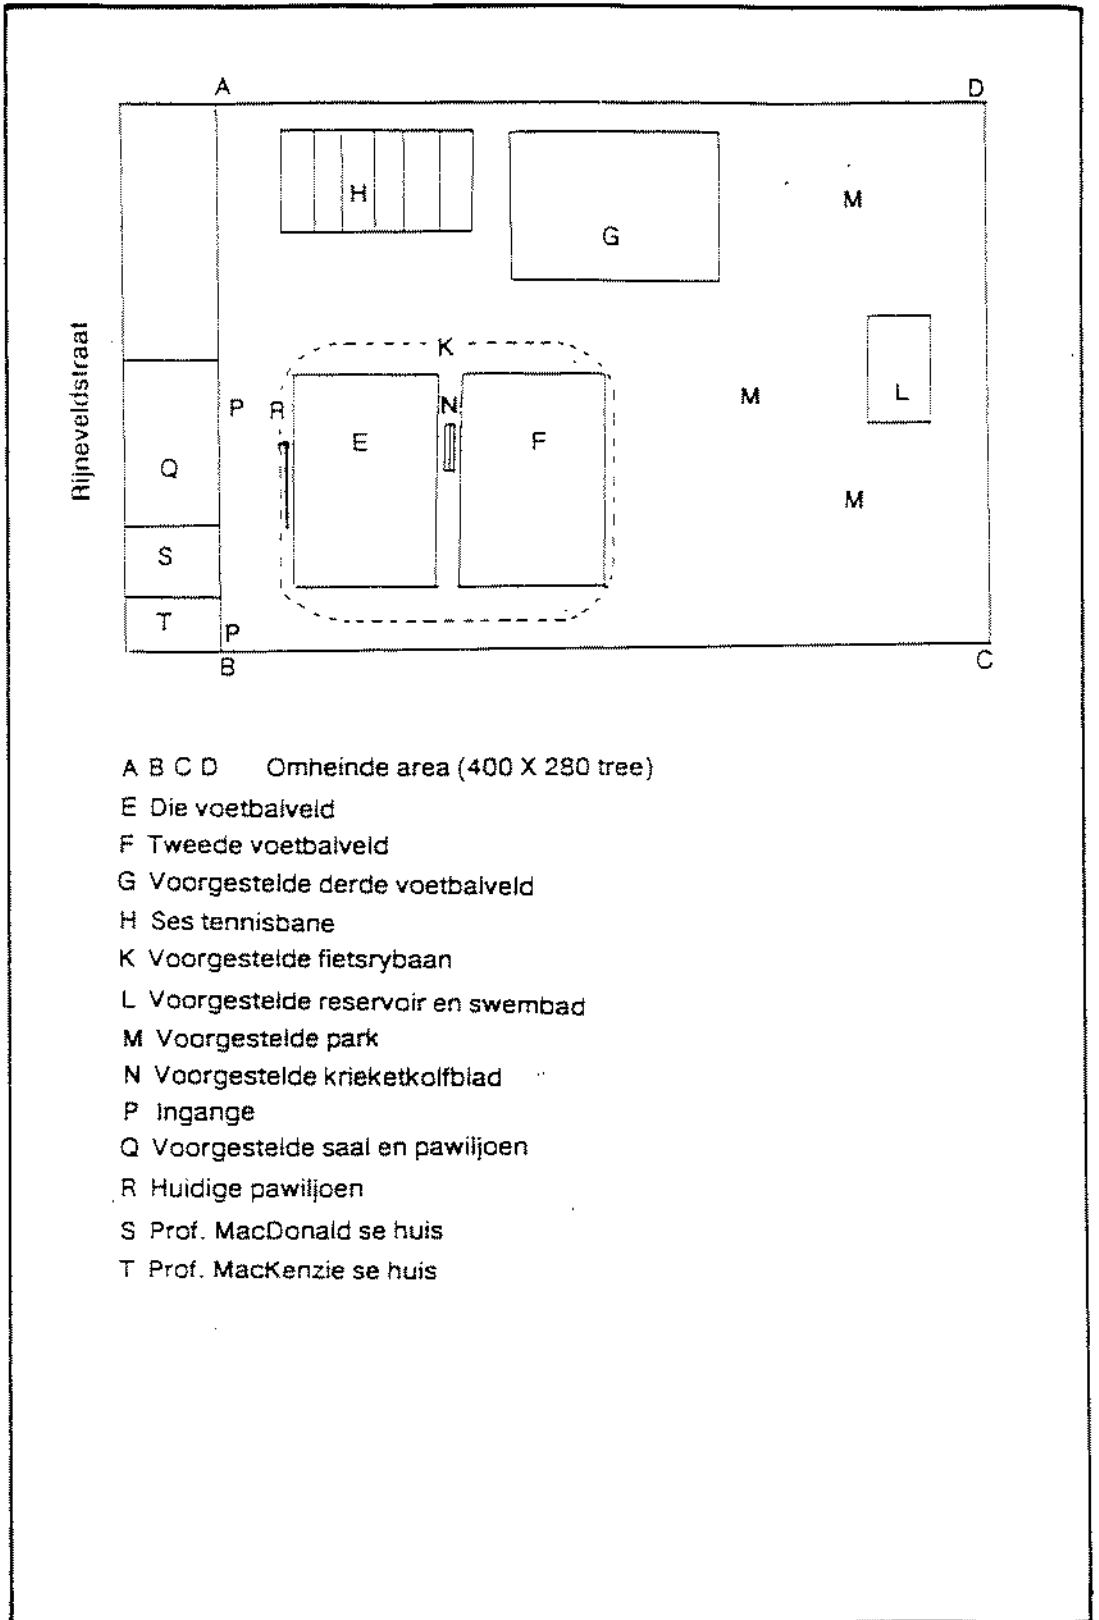 A D
H M
G
K
L
M
P R N
E F
Rijneveldstraat
Q M
S
T P
B C
A B C D Omheinde area (400 X 280 tree)
E Die voetbalveld
F Tweede voetbalveld
G Voorgestelde derde voetbalveld
H Ses tennisbane
K Voorgestelde fietsrybaan
L Voorgestelde reservoir en swembad
M Voorgestelde park
N Voorgestelde krieketkolfblad
P Ingange
Q Voorgestelde saal en pawiljoen
R Huidige pawiljoen
S Prof. MacDonald se huis
T Prof. MacKenzie se huis